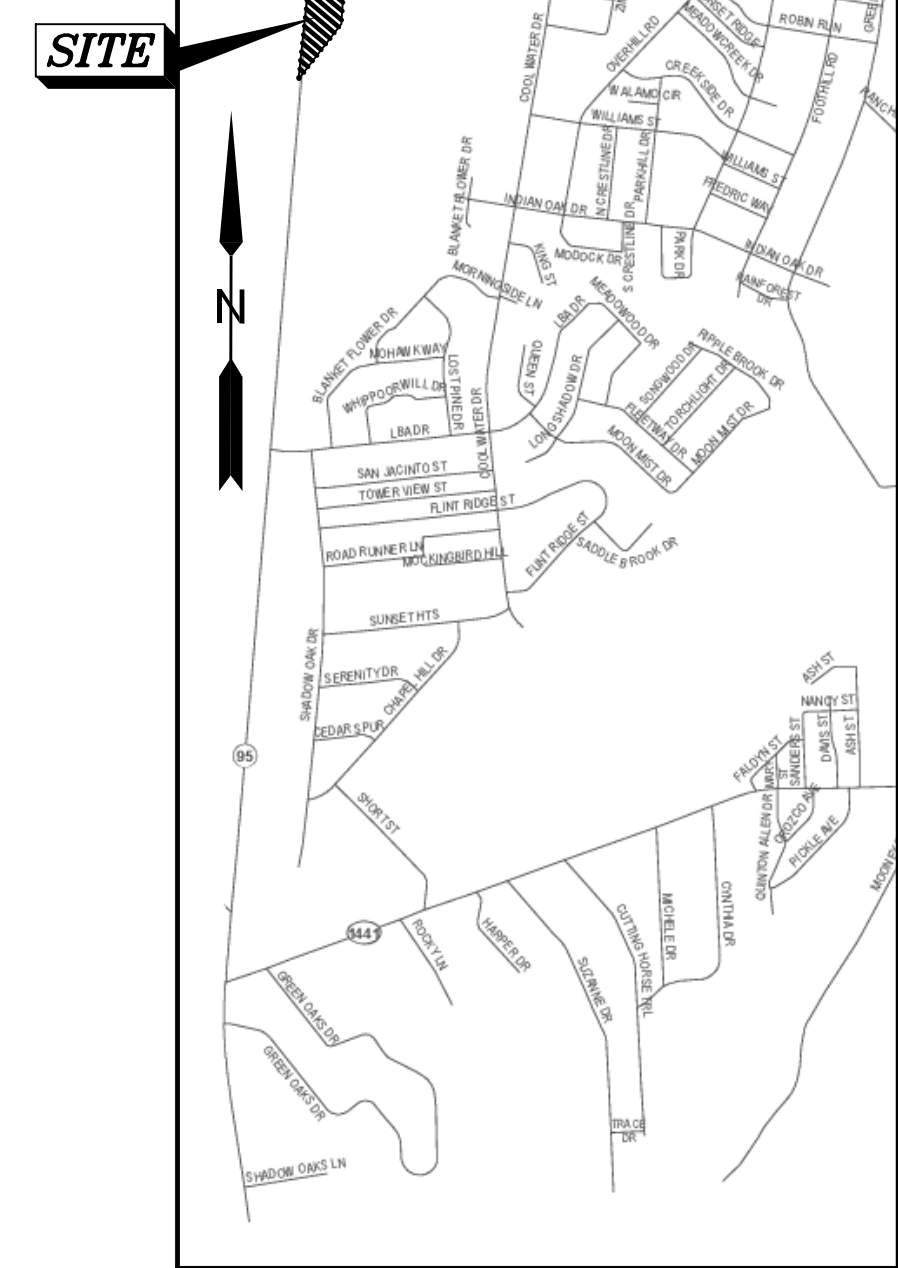 SITE
N
COOL WATER DR
OVERHILL RD
MEADOWCREEK DR
ROBIN RUN
FOOTHILL RD
CREEKSIDE DR
W ALAMO CIR
WILLIAMS ST
N CRESTLINE DR
PARKHILL DR
WILLIAMS ST
FREDRIC WAY
BLANKET FLOWER DR
INDIAN OAK DR
S CRESTLINE DR
MODOCK DR
KING ST
PARK DR
INDIAN OAK DR
RAINFOREST
DR
MORNINGSIDE LN
LBA DR
MEADOWOOD DR
BLANKET FLOWER DR
MOHAWK WAY
WHIPPOORWILL DR
LOST PINE DR
QUEEN ST
LONG SHADOW DR
SONGWOOD DR
RIPPLE BROOK DR
TORCHLIGHT DR
FLEETWAY DR
MOON MIST DR
MOON MIST DR
LBA DR
COOL WATER DR
SAN JACINTO ST
TOWER VIEW ST
FLINT RIDGE ST
ROAD RUNNER LN
MOCKINGBIRD HILL
FLINT RIDGE ST
SADDLE BROOK DR
SUNSET HTS
SHADOW OAK DR
SERENITY DR
CHAPEL HILL DR
CEDAR SPUR
95
ASH ST
NANCY ST
SANDERS ST
DAVIS ST
ASH ST
FALDYN ST
MARY
ST
OROZCO AVE
PICKLE AVE
QUINTON ALLEN DR
SHORT ST
1441
ROCKY LN
HARPER DR
SUZANNE DR
CUTTING HORSE TRL
MICHELE DR
CYNTHIA DR
GREEN OAKS DR
GREEN OAKS DR
TRACE
DR
SHADOW OAKS LN